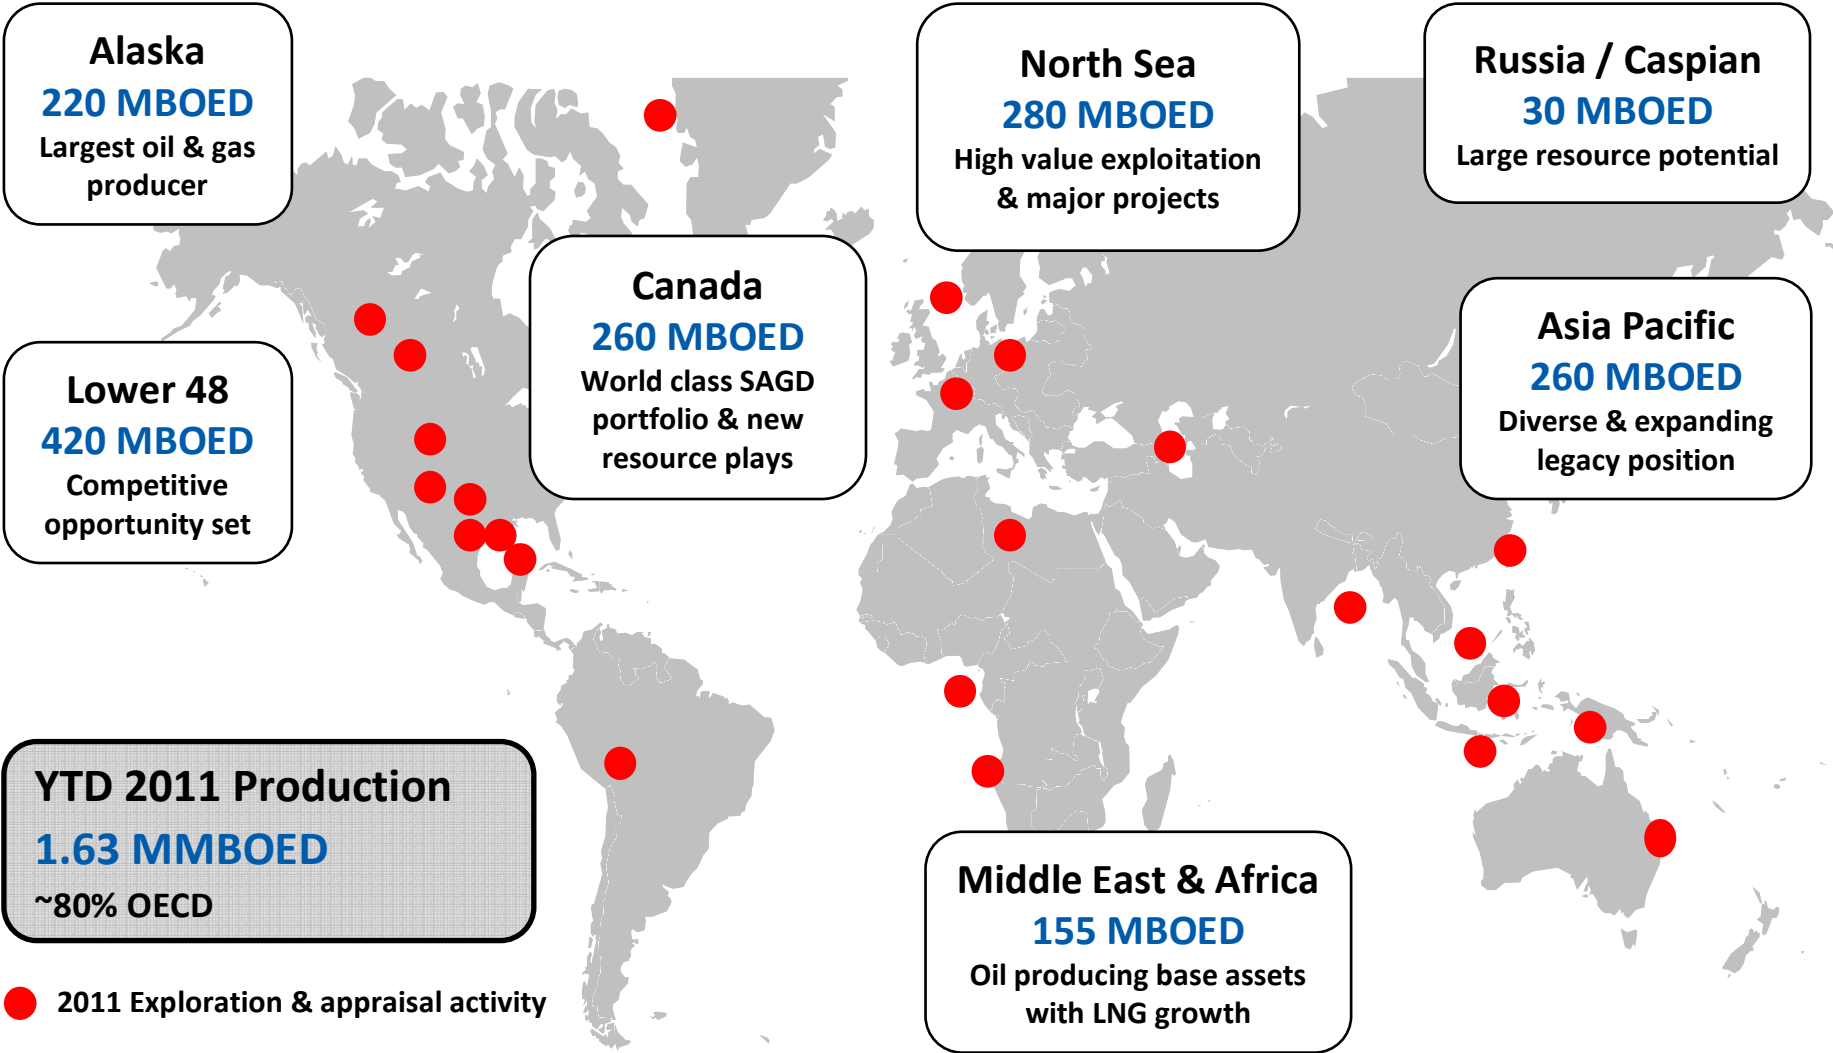 Alaska
220 MBOED
Largest oil & gas
producer
North Sea
280 MBOED
High value exploitation
& major projects
Russia / Caspian
30 MBOED
Large resource potential
Canada
260 MBOED
World class SAGD
portfolio & new
resource plays
Asia Pacific
260 MBOED
Diverse & expanding
legacy position
Lower 48
420 MBOED
Competitive
opportunity set
YTD 2011 Production
1.63 MMBOED
~80% OECD
Middle East & Africa
155 MBOED
Oil producing base assets
with LNG growth
2011 Exploration & appraisal activity